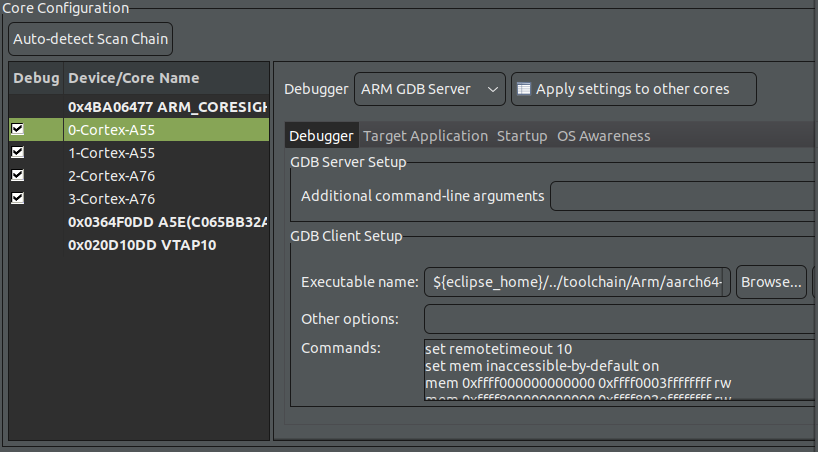 Core Configuration
Auto-detect Scan Chain
Debug Device/Core Name
0x4BA06477 ARM_CORESIGH
0-Cortex-A55
1-Cortex-A55
2-Cortex-A76
3-Cortex-A76
0x0364F0DD A5E(C065BB32A
0x020D10DD VTAP10
Debugger ARM GDB Server Apply settings to other cores
Debugger Target Application Startup OS Awareness
GDB Server Setup
Additional command-line arguments
GDB Client Setup
Executable name: ${eclipse_home}/../toolchain/Arm/aarch64- Browse...
Other options:
Commands: set remotetimeout 10
set mem inaccessible-by-default on
mem 0xffff000000000000 0xffff0003ffffffff rw
mem 0xffff800000000000 0xffff803effffffff rw